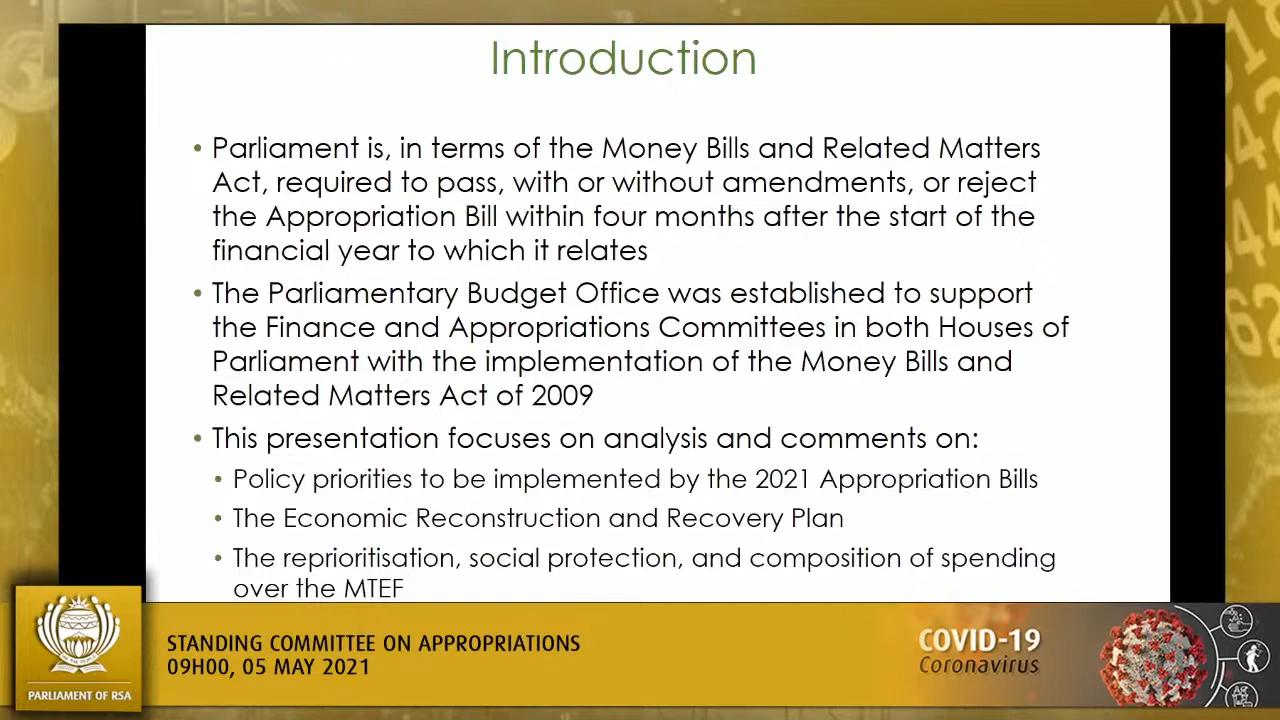 Introduction
• Parliament is, in terms of the Money Bills and Related Matters
Act, required to pass, with or without amendments, or reject
the Appropriation Bill within four months after the start of the
financial year to which it relates
• The Parliamentary Budget Office was established to support
the Finance and Appropriations Committees in both Houses of
Parliament with the implementation of the Money Bills and
Related Matters Act of 2009
• This presentation focuses on analysis and comments on:
• Policy priorities to be implemented by the 2021 Appropriation Bills
• The Economic Reconstruction and Recovery Plan
• The reprioritisation, social protection, and composition of spending
over the MTEF
STANDING COMMITTEE ON APPROPRIATIONS
09H00, 05 MAY 2021
PARLIAMENT OF RSA
COVID-19
Coronavirus